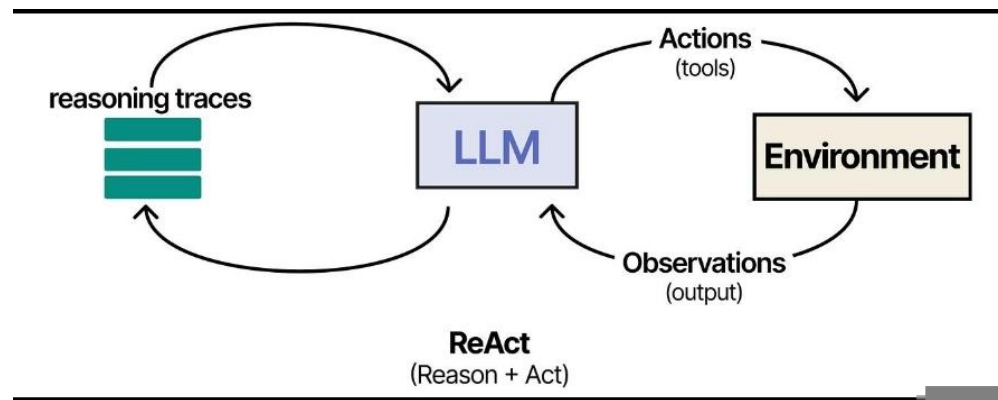 Actions
(tools)
reasoning traces
LLM
Environment
Observations
(output)
ReAct
(Reason + Act)